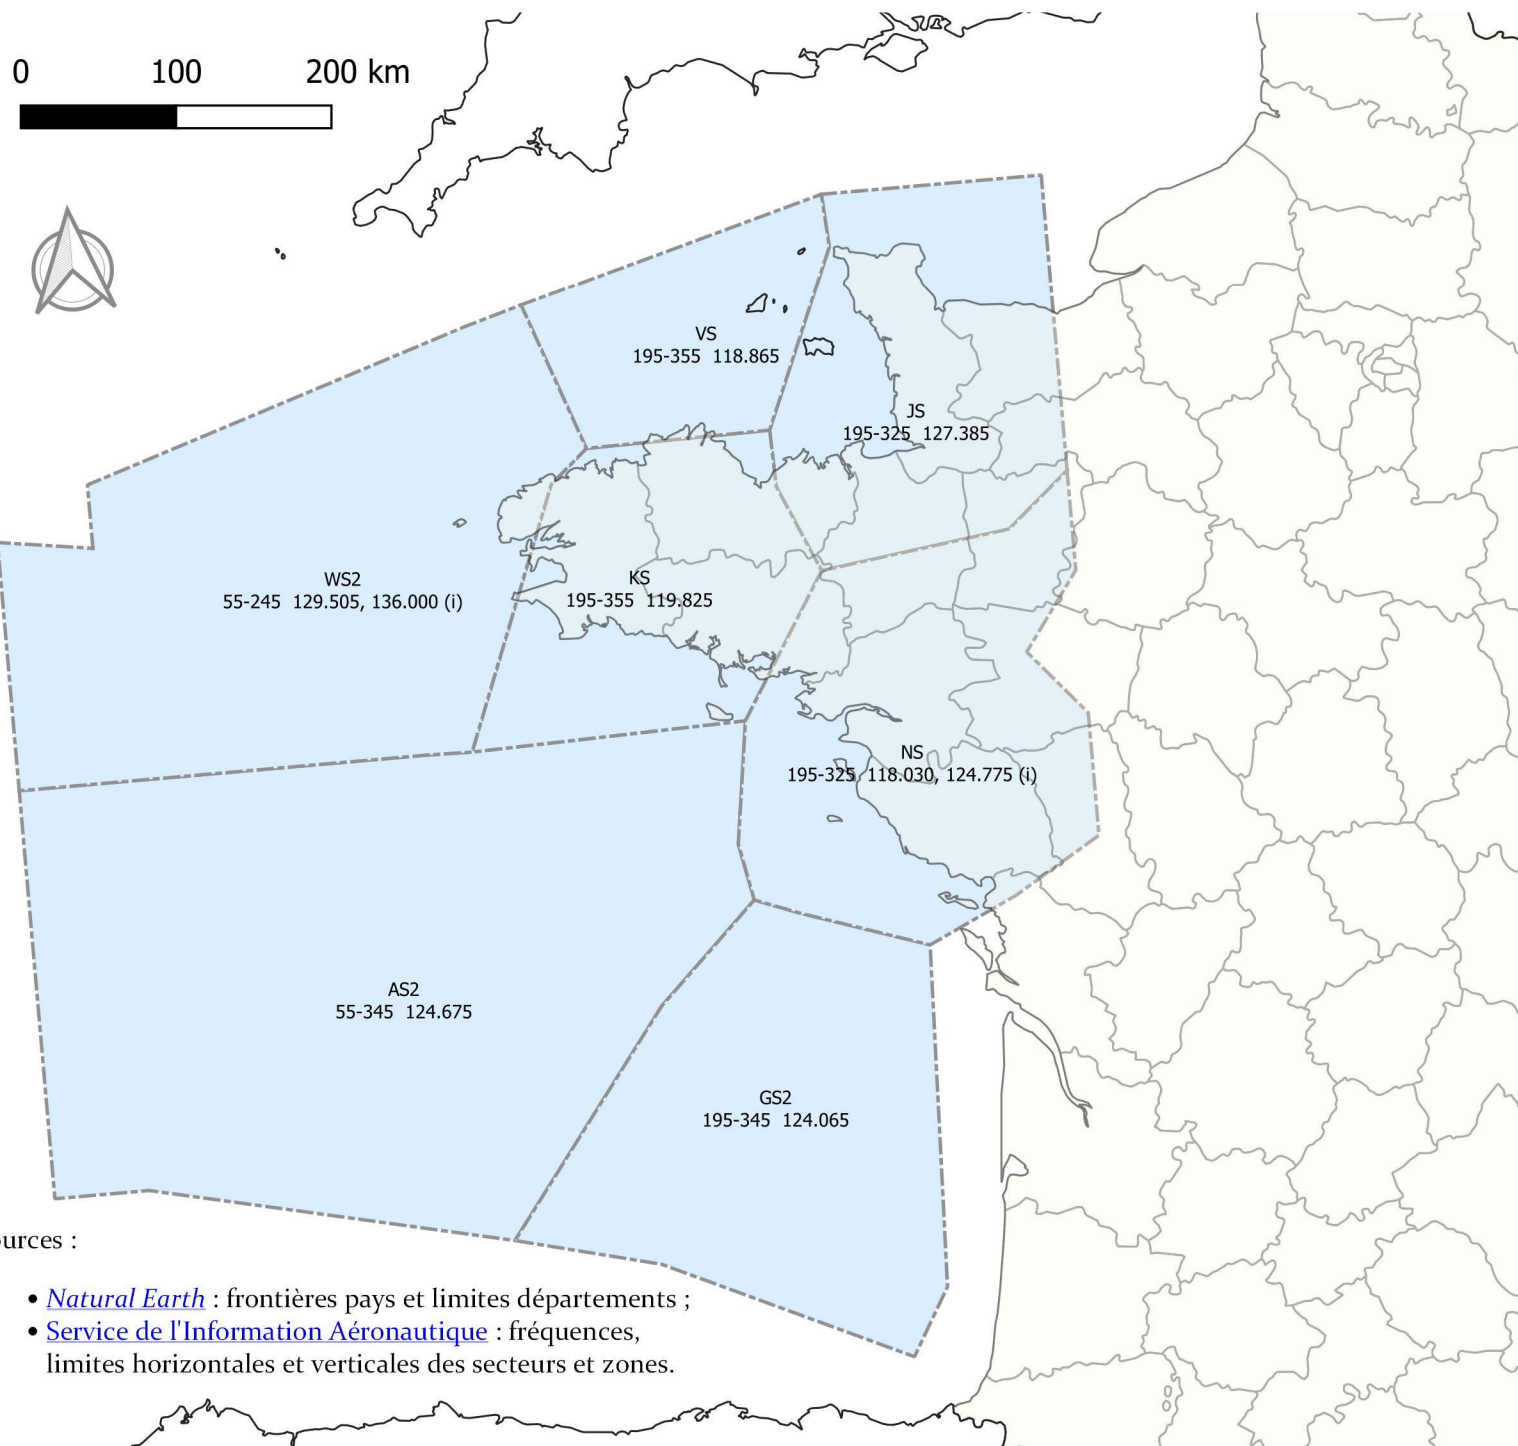 0 100 200 km
VS
195-355 118.865
JS
195-325 127.385
WS2
55-245 129.505, 136.000 (i)
KS
195-355 119.825
NS
195-325 118.030, 124.775 (i)
AS2
55-345 124.675
GS2
195-345 124.065
urces :
• Natural Earth : frontières pays et limites départements ;
• Service de l'Information Aéronautique : fréquences,
limites horizontales et verticales des secteurs et zones.